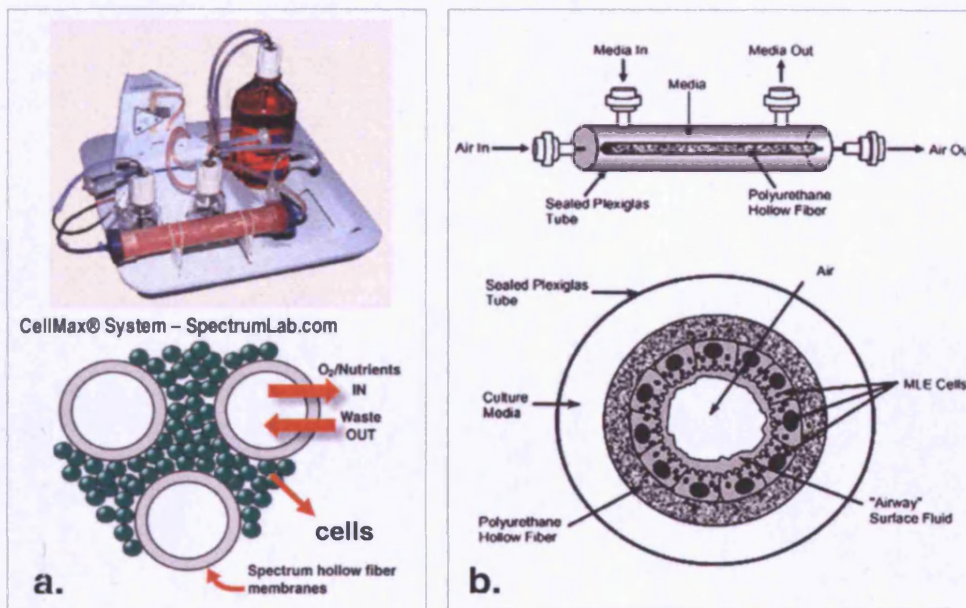 CellMax® System – SpectrumLab.com
O₂/Nutrients
IN
Waste
OUT
cells
Spectrum hollow fiber
membranes
a.
Media In
Media Out
Media
Air In
Air Ou
Sealed Plexiglas
Tube
Polyurethane
Hollow Fiber
Sealed Plexiglas
Tube
Air
Culture
Media
MLE Cells
Polyurethane
Hollow Fiber
"Airway"
Surface Fluid
b.